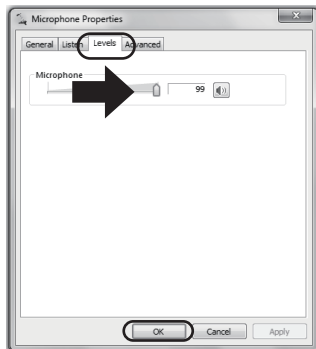 Microphone Properties
General Listen Levels Advanced
Microphone
99
OK Cancel Apply